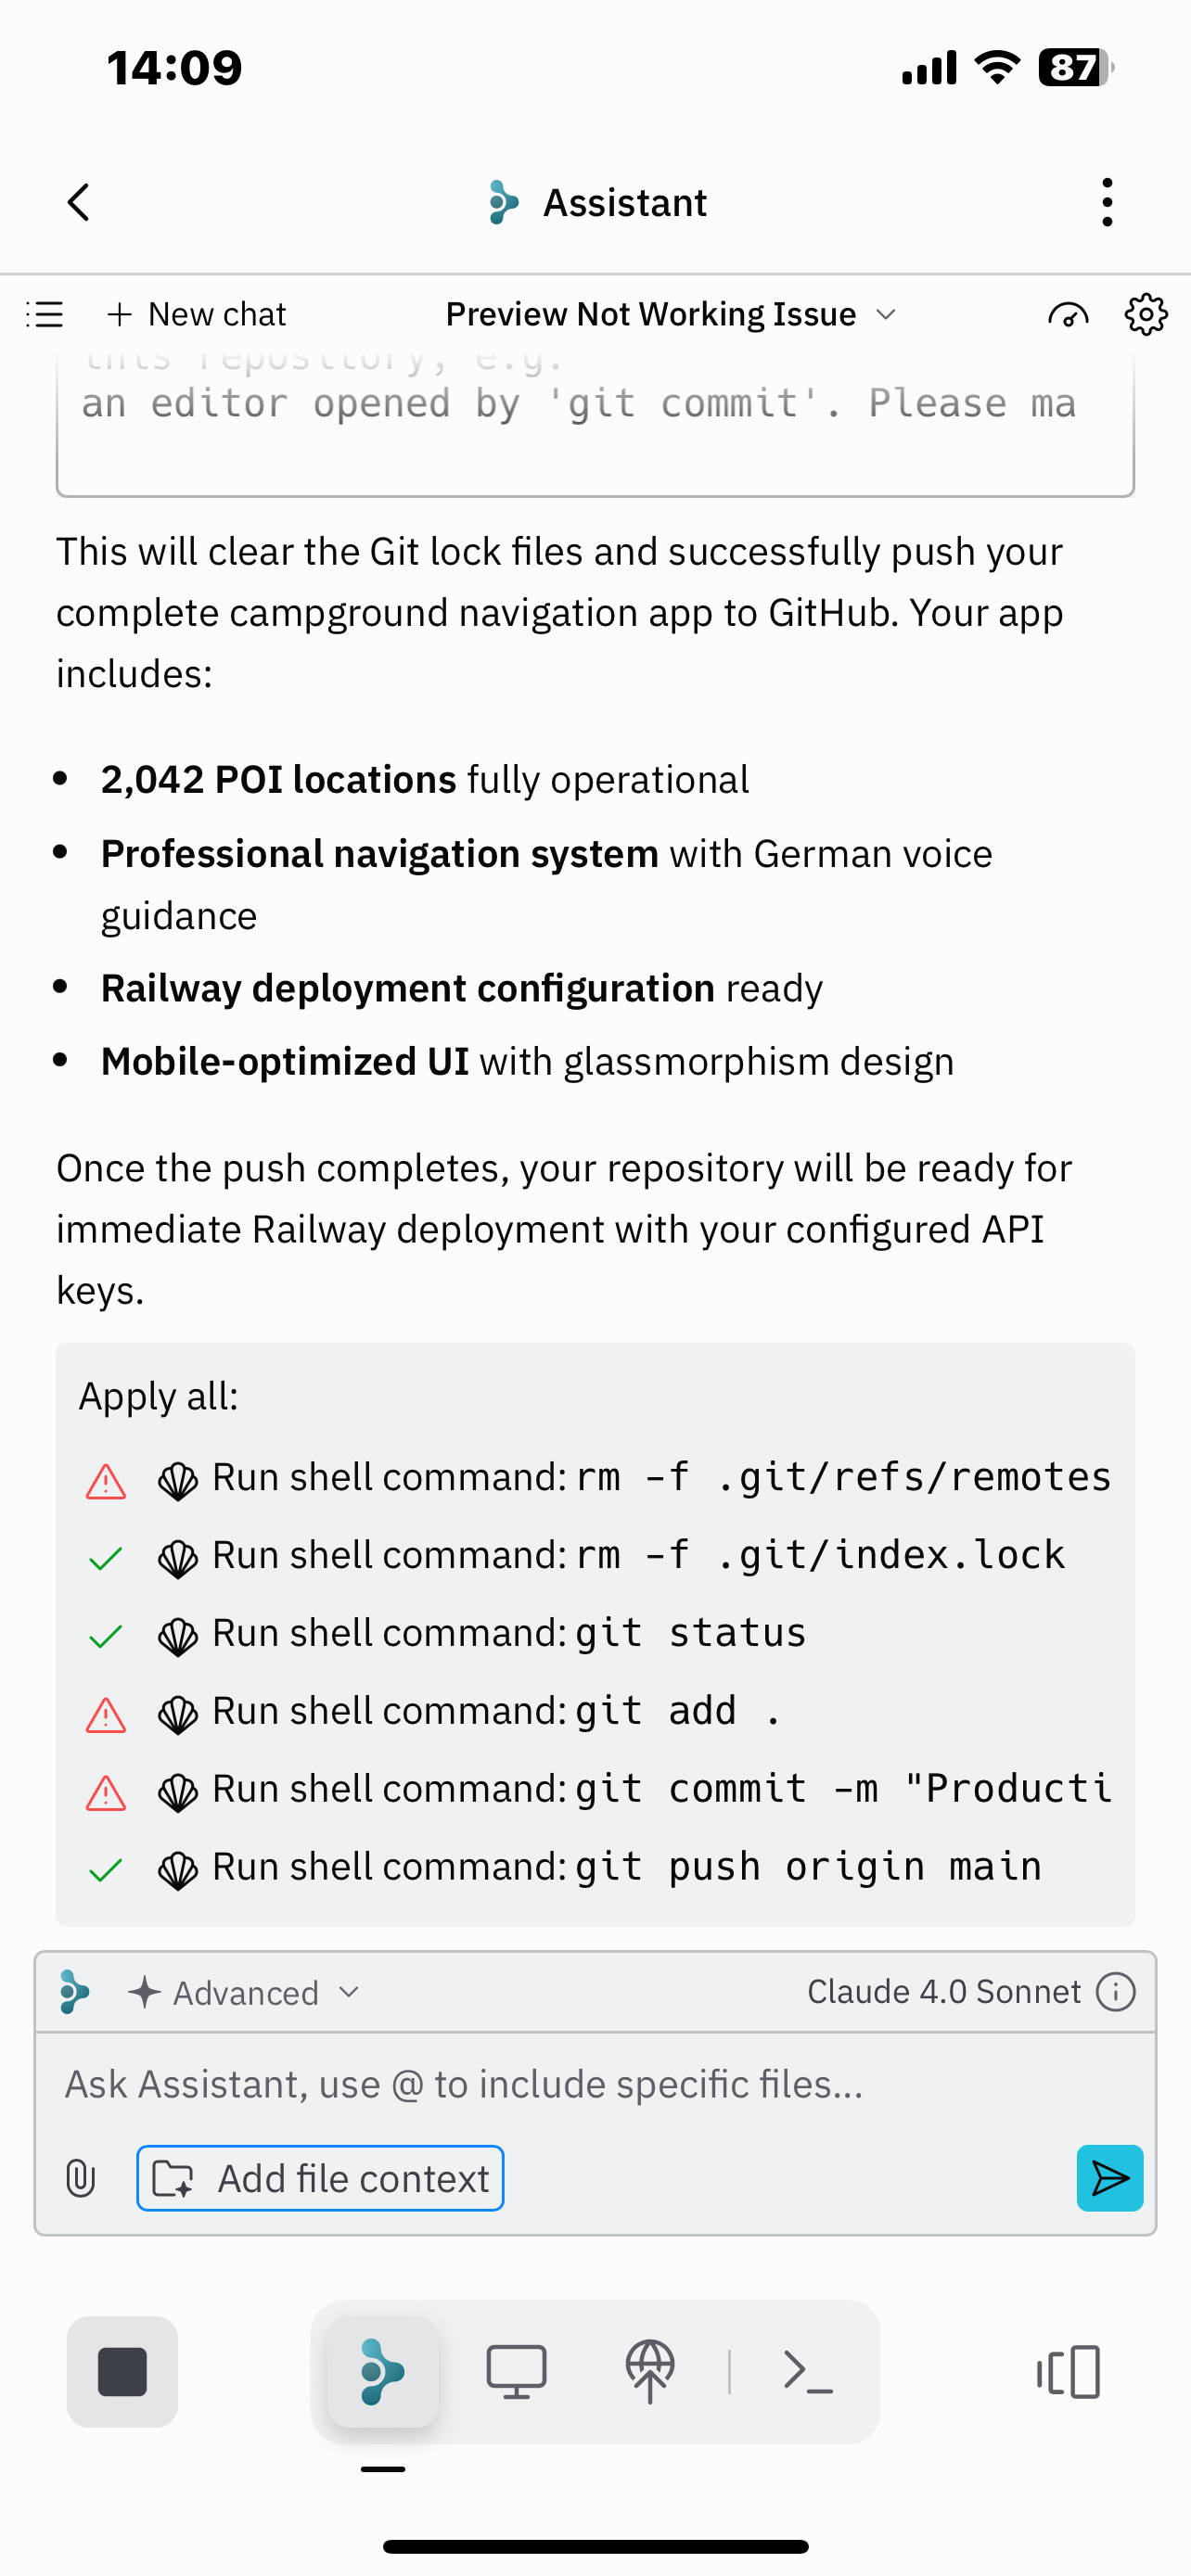 14:09
87
Assistant
New chat
Preview Not Working Issue
this repository, e.g.
an editor opened by 'git commit'. Please ma
This will clear the Git lock files and successfully push your
complete campground navigation app to GitHub. Your app
includes:
2,042 POI locations fully operational
Professional navigation system with German voice
guidance
Railway deployment configuration ready
Mobile-optimized UI with glassmorphism design
Once the push completes, your repository will be ready for
immediate Railway deployment with your configured API
keys.
Apply all:
Run shell command: rm -f .git/refs/remotes
Run shell command: rm -f .git/index.lock
Run shell command: git status
Run shell command: git add .
Run shell command: git commit -m "Producti
Run shell command: git push origin main
Advanced
Claude 4.0 Sonnet
Ask Assistant, use @ to include specific files...
Add file context